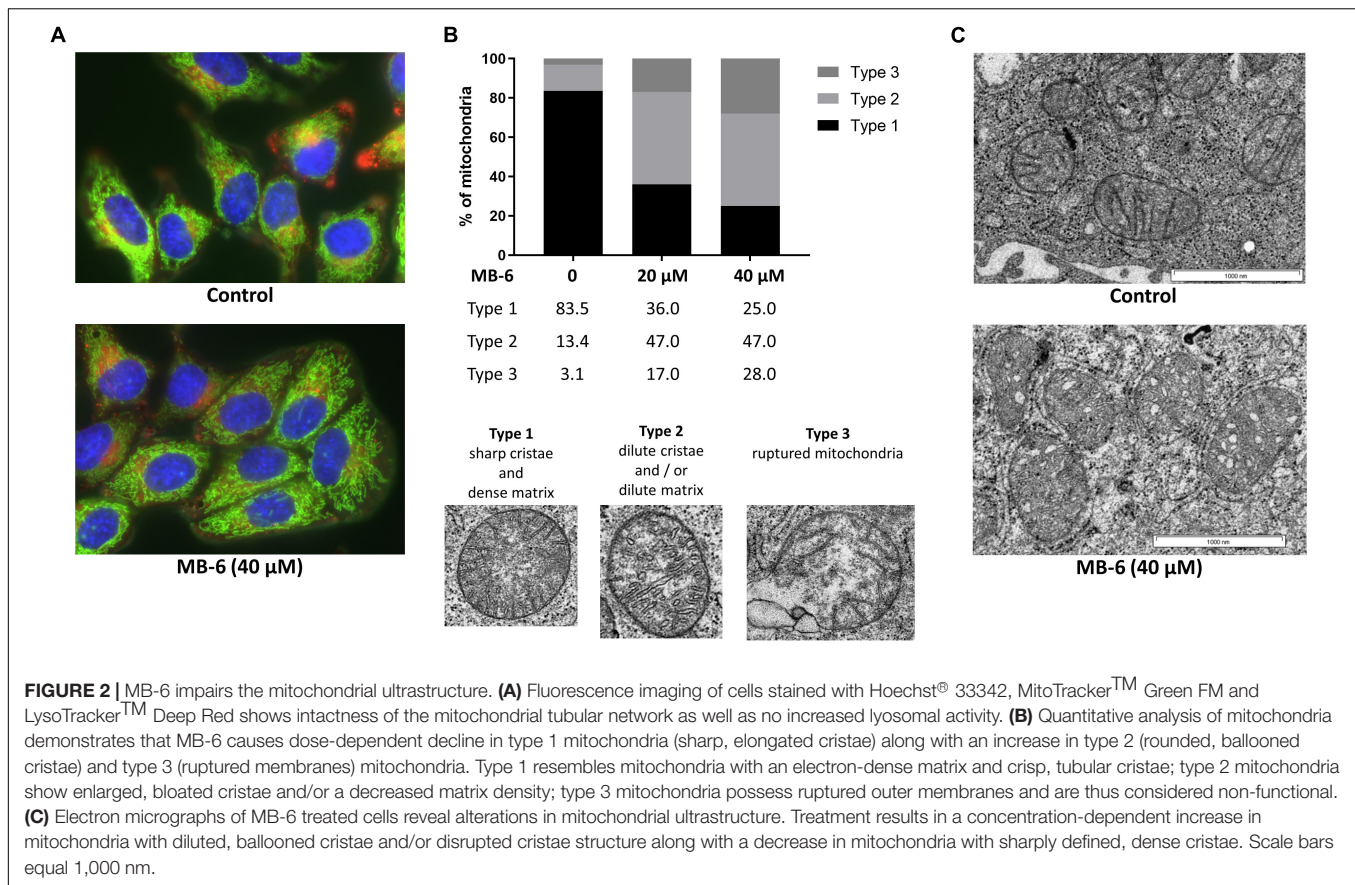 A
Control
MB-6 (40 µM)
B
100
80
60
40
20
0
% of mitochondria
Type 3
Type 2
Type 1
MB-6 0 20 µM 40 µM
Type 1 83.5 36.0 25.0
Type 2 13.4 47.0 47.0
Type 3 3.1 17.0 28.0
Type 1
sharp cristae
and
dense matrix
Type 2
dilute cristae
and / or
dilute matrix
Type 3
ruptured mitochondria
C
1000 nm
Control
1000 nm
MB-6 (40 µM)
FIGURE 2 | MB-6 impairs the mitochondrial ultrastructure. (A) Fluorescence imaging of cells stained with Hoechst® 33342, MitoTracker™ Green FM and
LysoTracker™ Deep Red shows intactness of the mitochondrial tubular network as well as no increased lysosomal activity. (B) Quantitative analysis of mitochondria
demonstrates that MB-6 causes dose-dependent decline in type 1 mitochondria (sharp, elongated cristae) along with an increase in type 2 (rounded, ballooned
cristae) and type 3 (ruptured membranes) mitochondria. Type 1 resembles mitochondria with an electron-dense matrix and crisp, tubular cristae; type 2 mitochondria
show enlarged, bloated cristae and/or a decreased matrix density; type 3 mitochondria possess ruptured outer membranes and are thus considered non-functional.
(C) Electron micrographs of MB-6 treated cells reveal alterations in mitochondrial ultrastructure. Treatment results in a concentration-dependent increase in
mitochondria with diluted, ballooned cristae and/or disrupted cristae structure along with a decrease in mitochondria with sharply defined, dense cristae. Scale bars
equal 1,000 nm.